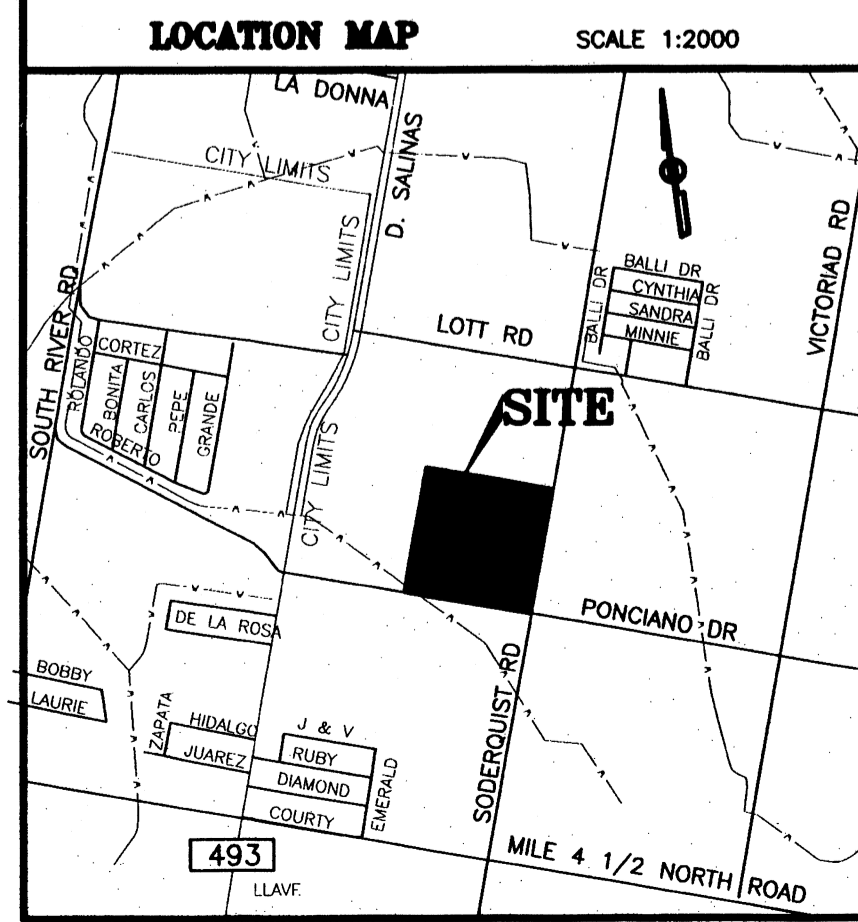 LOCATION MAP
SCALE 1:2000
LA DONNA
CITY LIMITS
D. SALINAS
CITY LIMITS
SOUTH RIVER RD
VICTORIAD RD
BALLI DR
BALLI DR
CYNTHIA
SANDRA
MINNIE
BALLI DR
LOTT RD
CORTEZ
ROLANDO
BONITA
CARLOS
PEPE
GRANDE
ROBERTO
SITE
CITY LIMITS
PONCIANO DR
DE LA ROSA
SODERQUIST RD
BOBBY
LAURIE
ZAPATA
HIDALGO
JUAREZ
J & V
RUBY
DIAMOND
COURTY
EMERALD
493
MILE 4 1/2 NORTH ROAD
LLAVF.